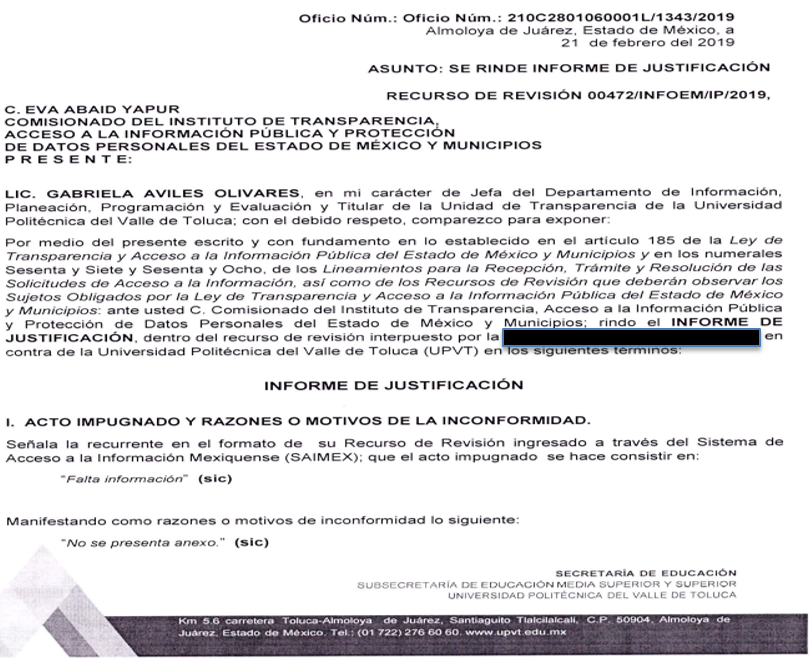 Oficio Núm.: Oficio Núm.: 210C2801060001L/1343/2019
Almoloya de Juárez, Estado de México, a
21 de febrero del 2019
ASUNTO: SE RINDE INFORME DE JUSTIFICACIÓN
RECURSO DE REVISIÓN 00472/INFOEM/IP/2019,
C. EVA ABAID YAPUR
COMISIONADO DEL INSTITUTO DE TRANSPARENCIA,
ACCESO A LA INFORMACIÓN PÚBLICA Y PROTECCIÓN
DE DATOS PERSONALES DEL ESTADO DE MÉXICO Y MUNICIPIOS
P R E S E N T E:
LIC. GABRIELA AVILES OLIVARES, en mi carácter de Jefa del Departamento de Información,
Planeación, Programación y Evaluación y Titular de la Unidad de Transparencia de la Universidad
Politécnica del Valle de Toluca; con el debido respeto, comparezco para exponer:
Por medio del presente escrito y con fundamento en lo establecido en el artículo 185 de la Ley de
Transparencia y Acceso a la Información Pública del Estado de México y Municipios y en los numerales
Sesenta y Siete y Sesenta y Ocho, de los Lineamientos para la Recepción, Trámite y Resolución de las
Solicitudes de Acceso a la Información, así como de los Recursos de Revisión que deberán observar los
Sujetos Obligados por la Ley de Transparencia y Acceso a la Información Pública del Estado de México
y Municipios: ante usted C. Comisionado del Instituto de Transparencia, Acceso a la Información Pública
y Protección de Datos Personales del Estado de México y Municipios; rindo el INFORME DE
JUSTIFICACIÓN, dentro del recurso de revisión interpuesto por la en
contra de la Universidad Politécnica del Valle de Toluca (UPVT) en los siguientes términos:
INFORME DE JUSTIFICACIÓN
I. ACTO IMPUGNADO Y RAZONES O MOTIVOS DE LA INCONFORMIDAD.
Señala la recurrente en el formato de su Recurso de Revisión ingresado a través del Sistema de
Acceso a la Información Mexiquense (SAIMEX); que el acto impugnado se hace consistir en:
"Falta información" (sic)
Manifestando como razones o motivos de inconformidad lo siguiente:
"No se presenta anexo." (sic)
SECRETARÍA DE EDUCACIÓN
SUBSECRETARÍA DE EDUCACIÓN MEDIA SUPERIOR Y SUPERIOR
UNIVERSIDAD POLITÉCNICA DEL VALLE DE TOLUCA
Km 5.6 carretera Toluca-Almoloya de Juárez, Santiaguito Tlalcilalcali, C.P. 50904, Almoloya de
Juárez, Estado de México. Tel.: (01 722) 276 60 60. www.upvt.edu.mx